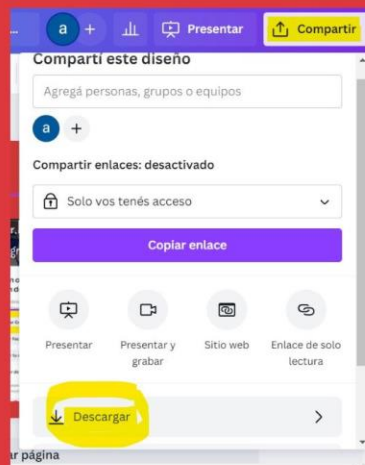 a + Presentar Compartir
Compartí este diseño
Agregá personas, grupos o equipos
a +
Compartir enlaces: desactivado
Solo vos tenés acceso
Copiar enlace
Presentar
Presentar y
grabar
Sitio web
Enlace de solo
lectura
Descargar
ar página